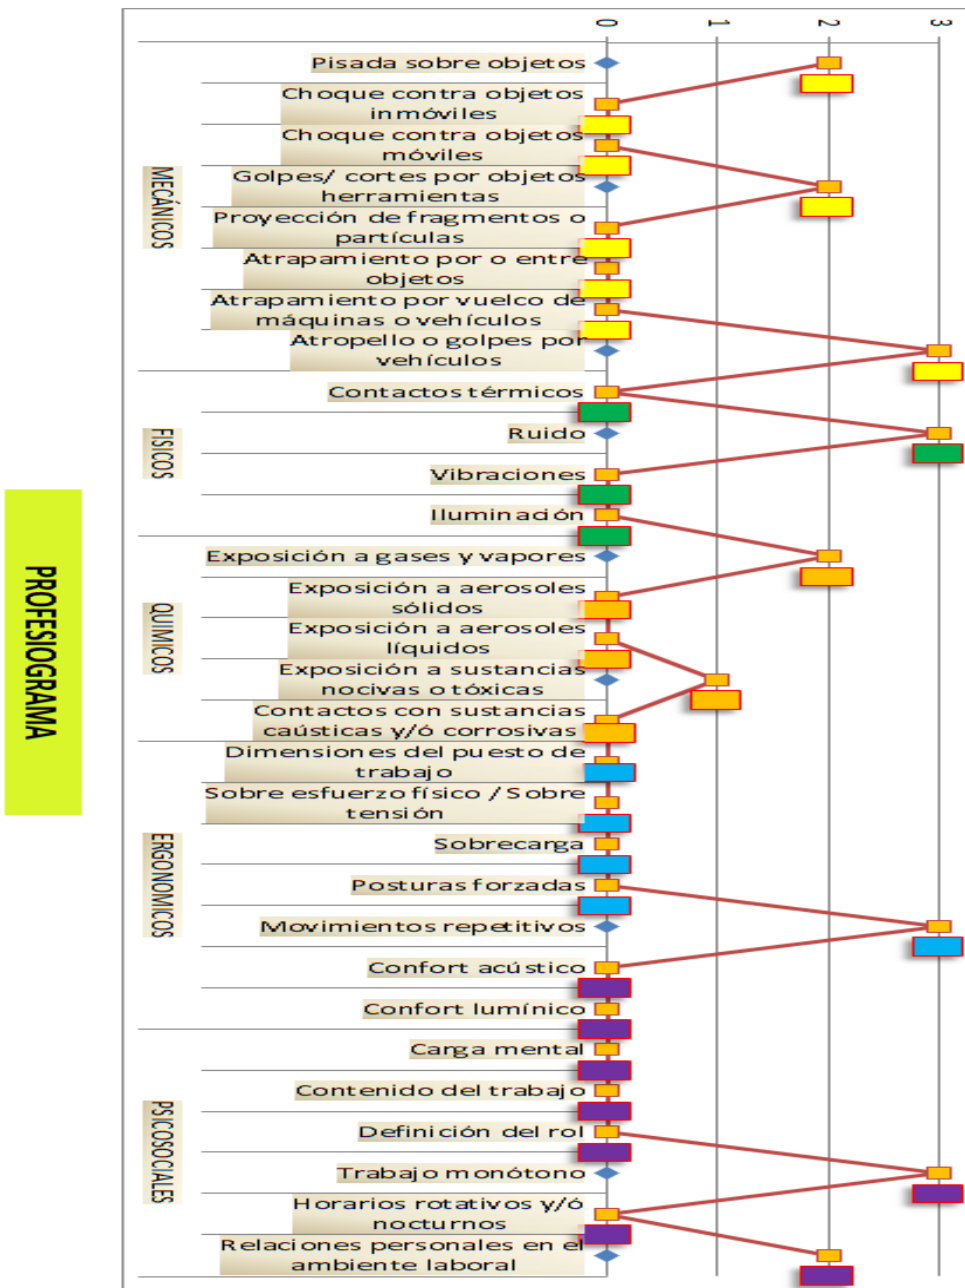 0
1
2
3
Pisada sobre objetos
Choque contra objetos
inmóviles
Choque contra objetos
móviles
Golpes/ cortes por objetos
herramientas
Proyección de fragmentos o
partículas
Atrapamiento por o entre
objetos
Atrapamiento por vuelco de
máquinas o vehículos
Atropello o golpes por
vehículos
MECÁNICOS
Contactos térmicos
Ruido
Vibraciones
Iluminación
FISICOS
Exposición a gases y vapores
Exposición a aerosoles
sólidos
Exposición a aerosoles
líquidos
Exposición a sustancias
nocivas o tóxicas
Contactos con sustancias
caústicas y/ó corrosivas
QUIMICOS
Dimensiones del puesto de
trabajo
Sobre esfuerzo físico / Sobre
tensión
Sobrecarga
Posturas forzadas
Movimientos repetitivos
Confort acústico
Confort lumínico
ERGONOMICOS
Carga mental
Contenido del trabajo
Definición del rol
Trabajo monótono
Horarios rotativos y/ó
nocturnos
Relaciones personales en el
ambiente laboral
PSICOSOCIALES
PROFESIOGRAMA